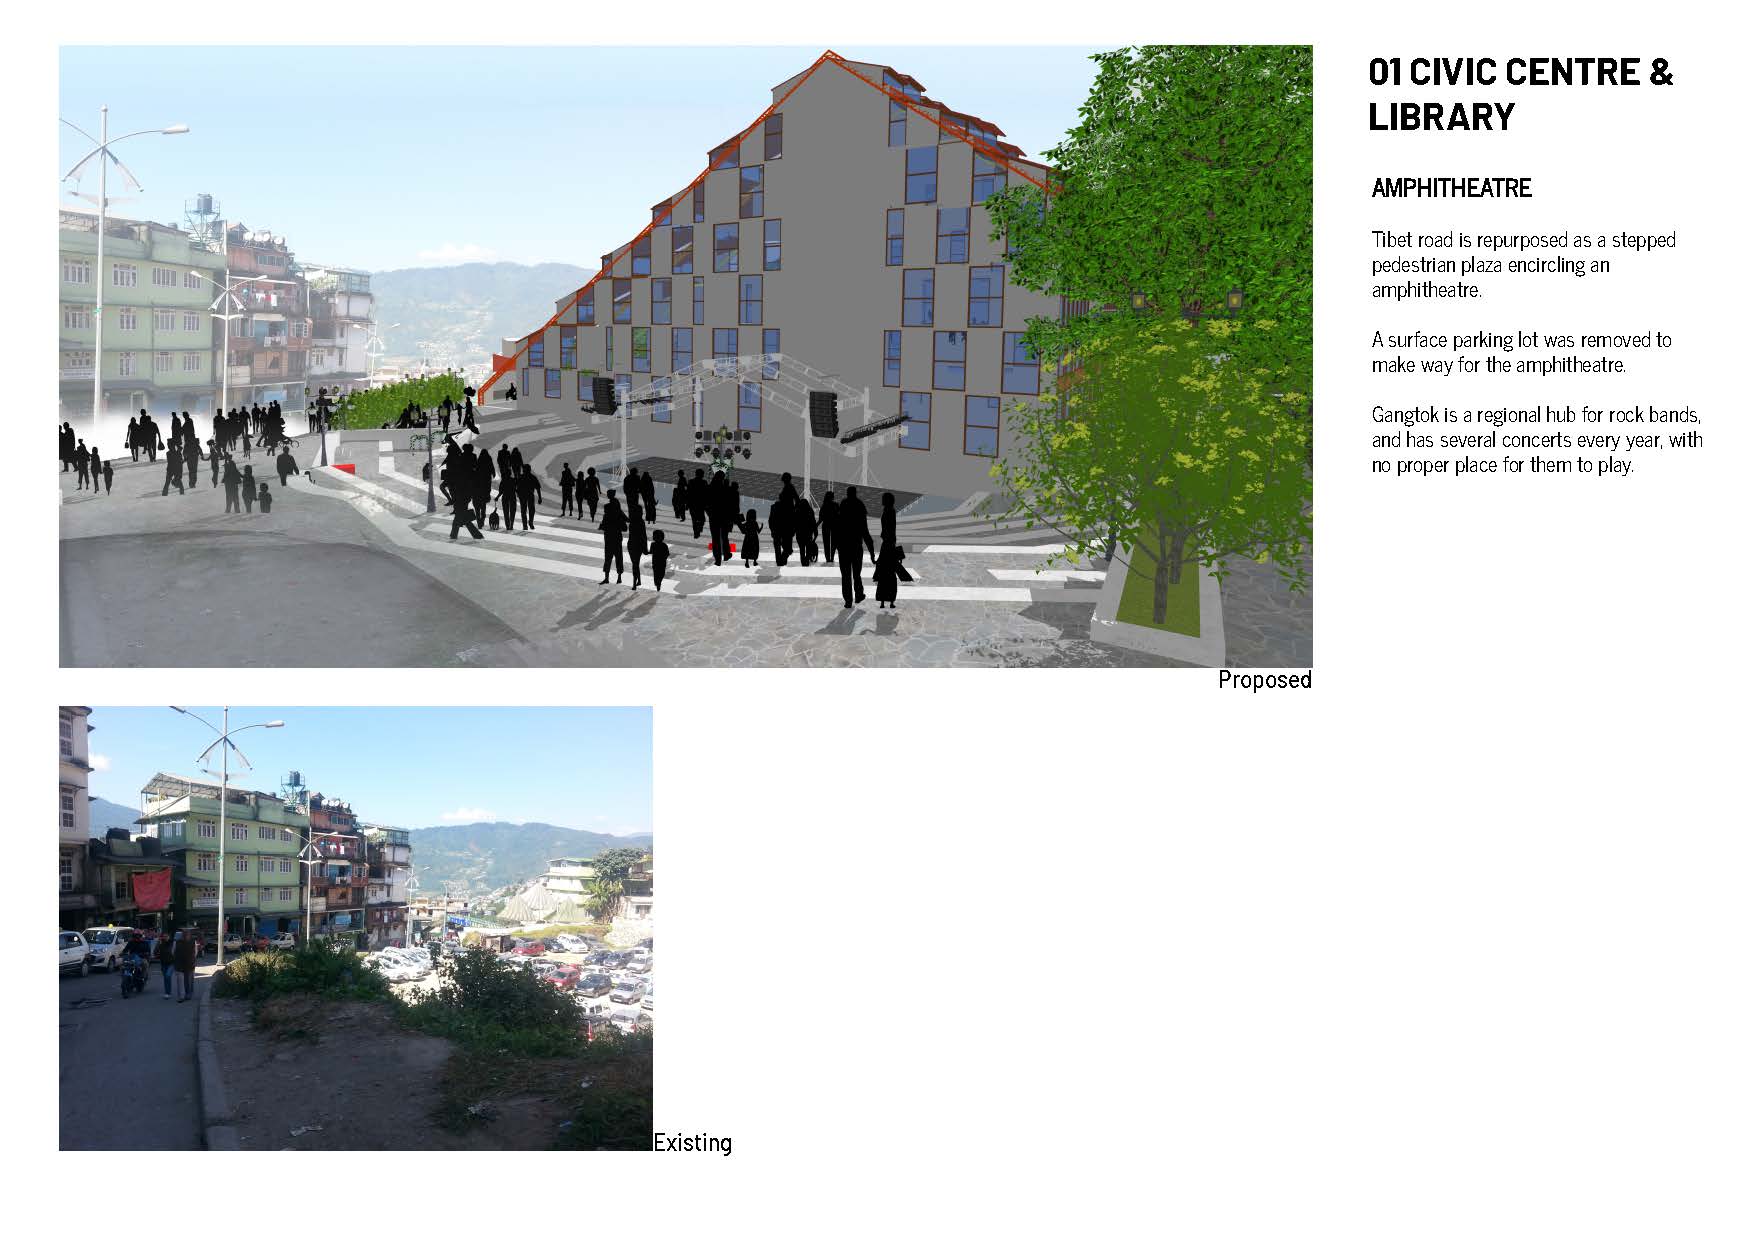 01 CIVIC CENTRE &
LIBRARY
AMPHITHEATRE
Tibet road is repurposed as a stepped
pedestrian plaza encircling an
amphitheatre.
A surface parking lot was removed to
make way for the amphitheatre.
Gangtok is a regional hub for rock bands,
and has several concerts every year, with
no proper place for them to play.
Proposed
Existing